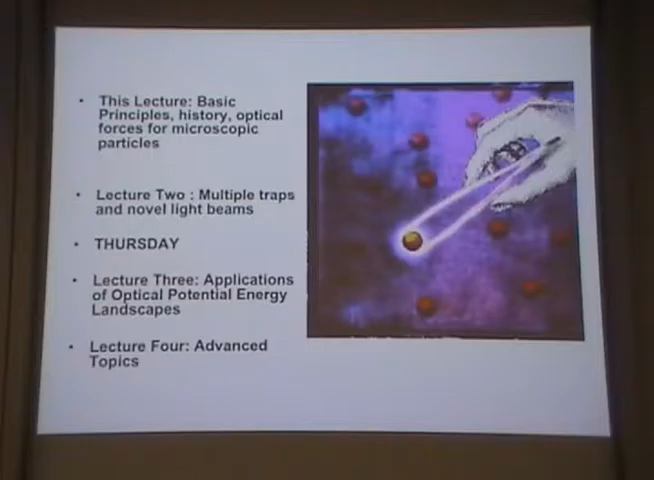 This Lecture: Basic
Principles, history, optical
forces for microscopic
particles
Lecture Two : Multiple traps
and novel light beams
THURSDAY
Lecture Three: Applications
of Optical Potential Energy
Landscapes
Lecture Four: Advanced
Topics